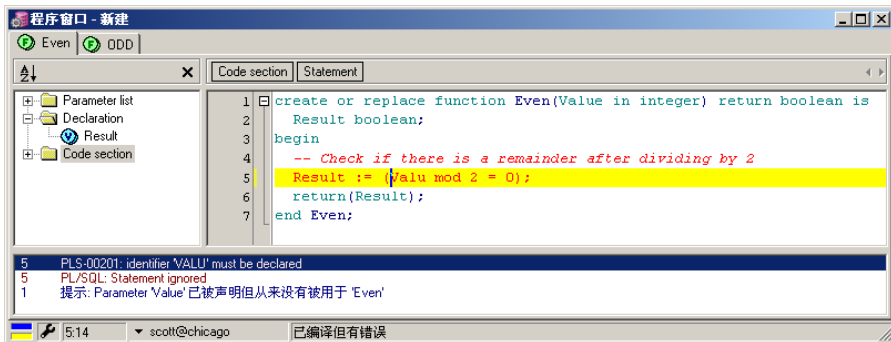 程序窗口 - 新建
Even
ODD
Code section
Statement
Parameter list
Declaration
Result
Code section
1 create or replace function Even(Value in integer) return boolean is
2 Result boolean;
3 begin
4 -- Check if there is a remainder after dividing by 2
5 Result := (Valu mod 2 = 0);
6 return(Result);
7 end Even;
5 PLS-00201: identifier 'VALU' must be declared
5 PL/SQL: Statement ignored
1 提示: Parameter 'Value' 已被声明但从来没有被用于 'Even'
5:14 scott@chicago 已编译但有错误